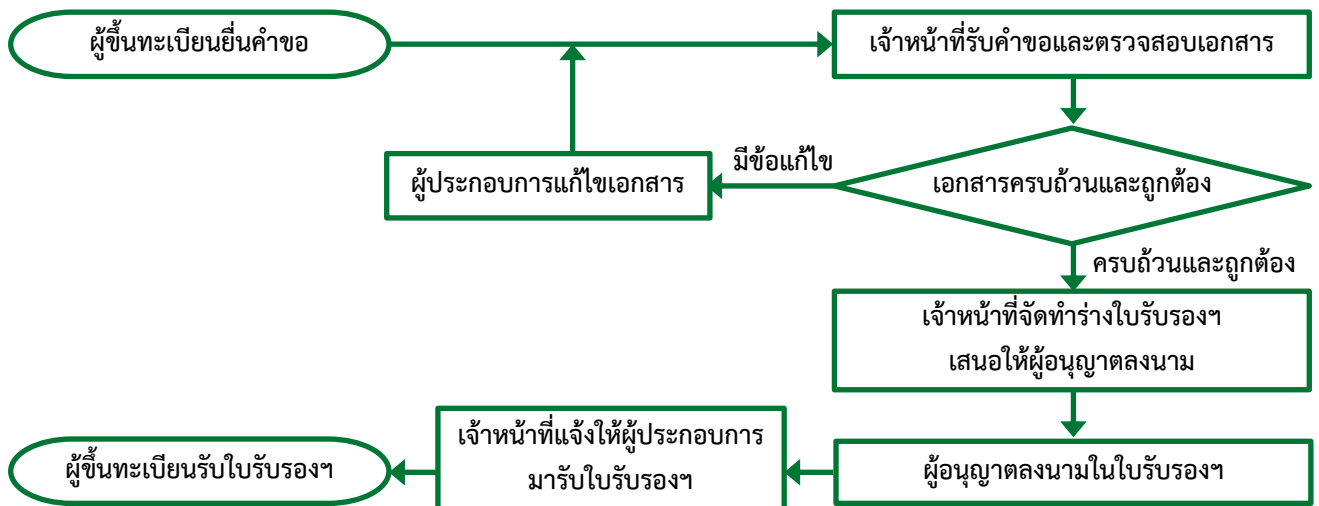 ผู้ขึ้นทะเบียนยื่นคำขอ
เจ้าหน้าที่รับคำขอและตรวจสอบเอกสาร
มีข้อแก้ไข
ผู้ประกอบการแก้ไขเอกสาร
เอกสารครบถ้วนและถูกต้อง
ครบถ้วนและถูกต้อง
เจ้าหน้าที่จัดทำร่างใบรับรองฯ
เสนอให้ผู้อนุญาตลงนาม
ผู้อนุญาตลงนามในใบรับรองฯ
เจ้าหน้าที่แจ้งให้ผู้ประกอบการ
มารับใบรับรองฯ
ผู้ขึ้นทะเบียนรับใบรับรองฯ